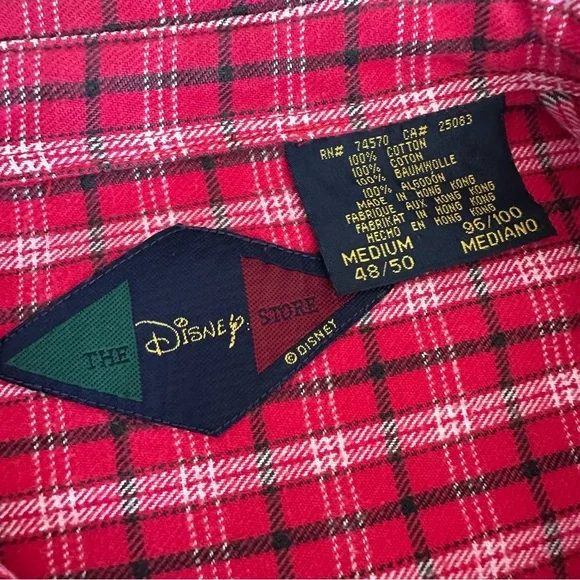 RN# 74570 CA# 25083
100% COTTON
100% COTON
100% BAUMWOLLE
100% ALGODÓN
MADE IN HONG KONG
FABRIQUE AUX HONG KONG
FABRIKAT IN HONG KONG
HECHO EN HONG KONG
MEDIUM 96/100
48/50 MEDIANO
THE DISNEY STORE
© DISNEY